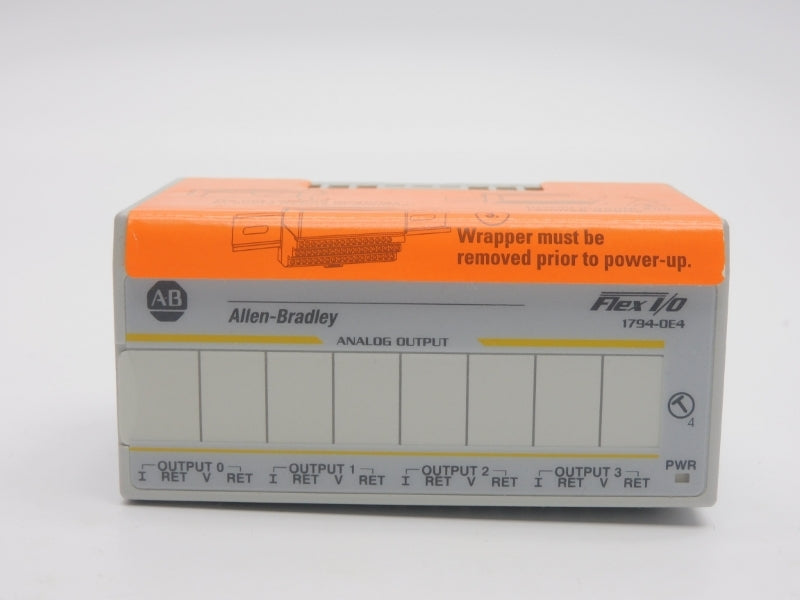 Wrapper must be
removed prior to power-up.
AB
Allen-Bradley
Flex I/O
1794-OE4
ANALOG OUTPUT
4
OUTPUT 0 OUTPUT 1 OUTPUT 2 OUTPUT 3
I RET V RET I RET V RET I RET V RET I RET V RET
PWR